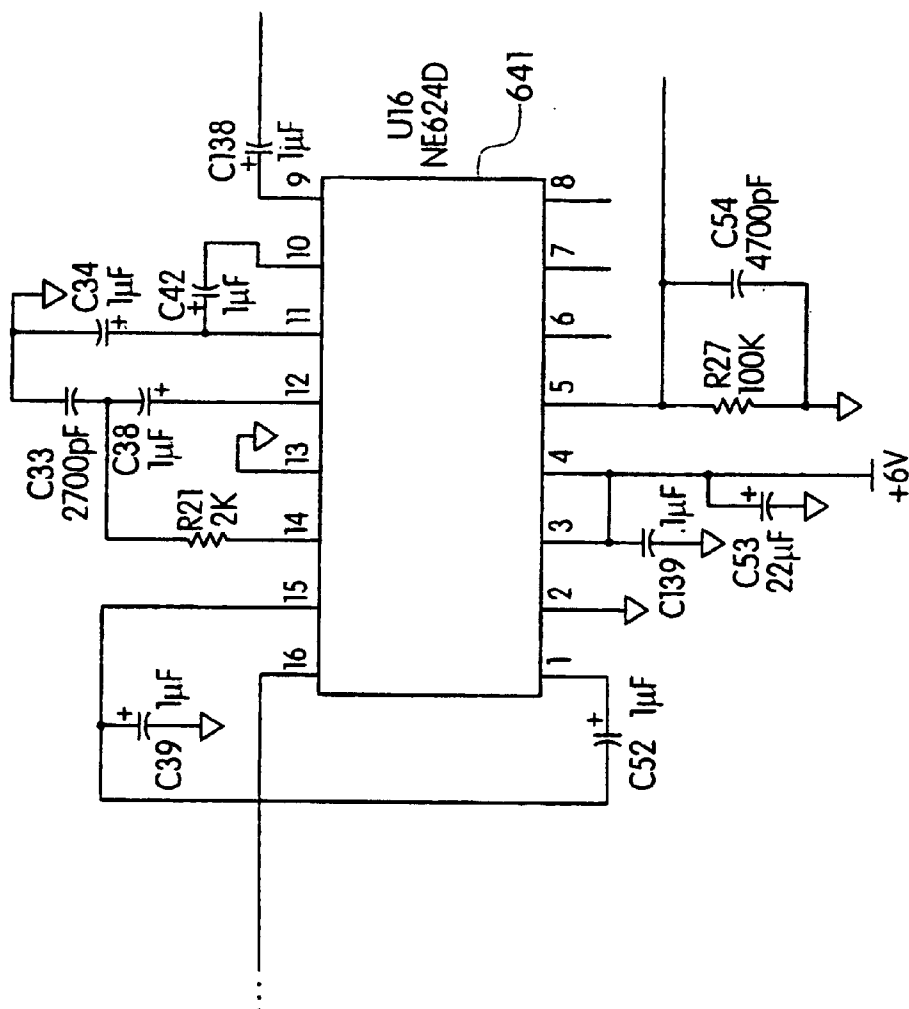 C138
1µF
U16
NE624D
641
C34
1µF
C42
1µF
C33
2700pF
C38
1µF
R21
2K
C39
1µF
16
15
14
13
12
11
10
9
1
2
3
4
5
6
7
8
C52
1µF
C139
.1µF
C53
22µF
+6V
R27
100K
C54
4700pF
...